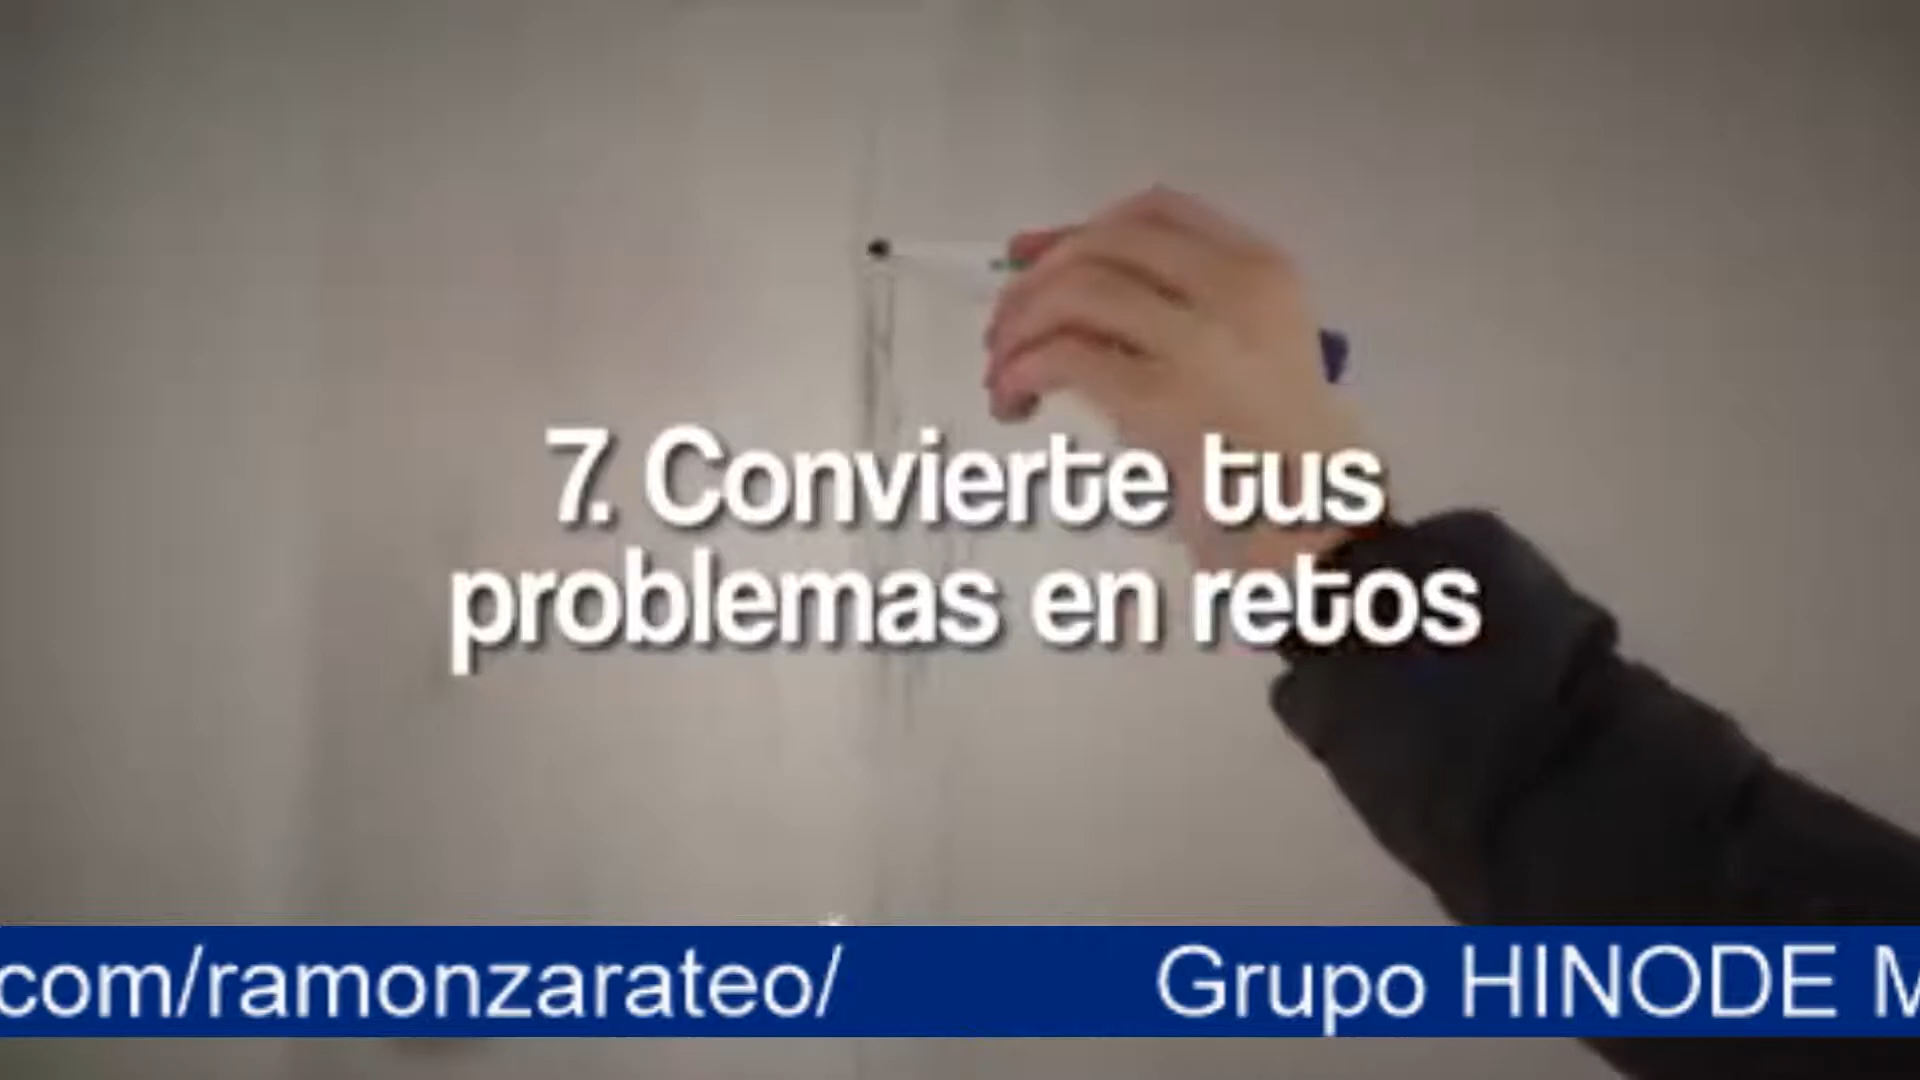 7. Convierte tus
problemas en retos
com/ramonzarateo/ Grupo HINODE M